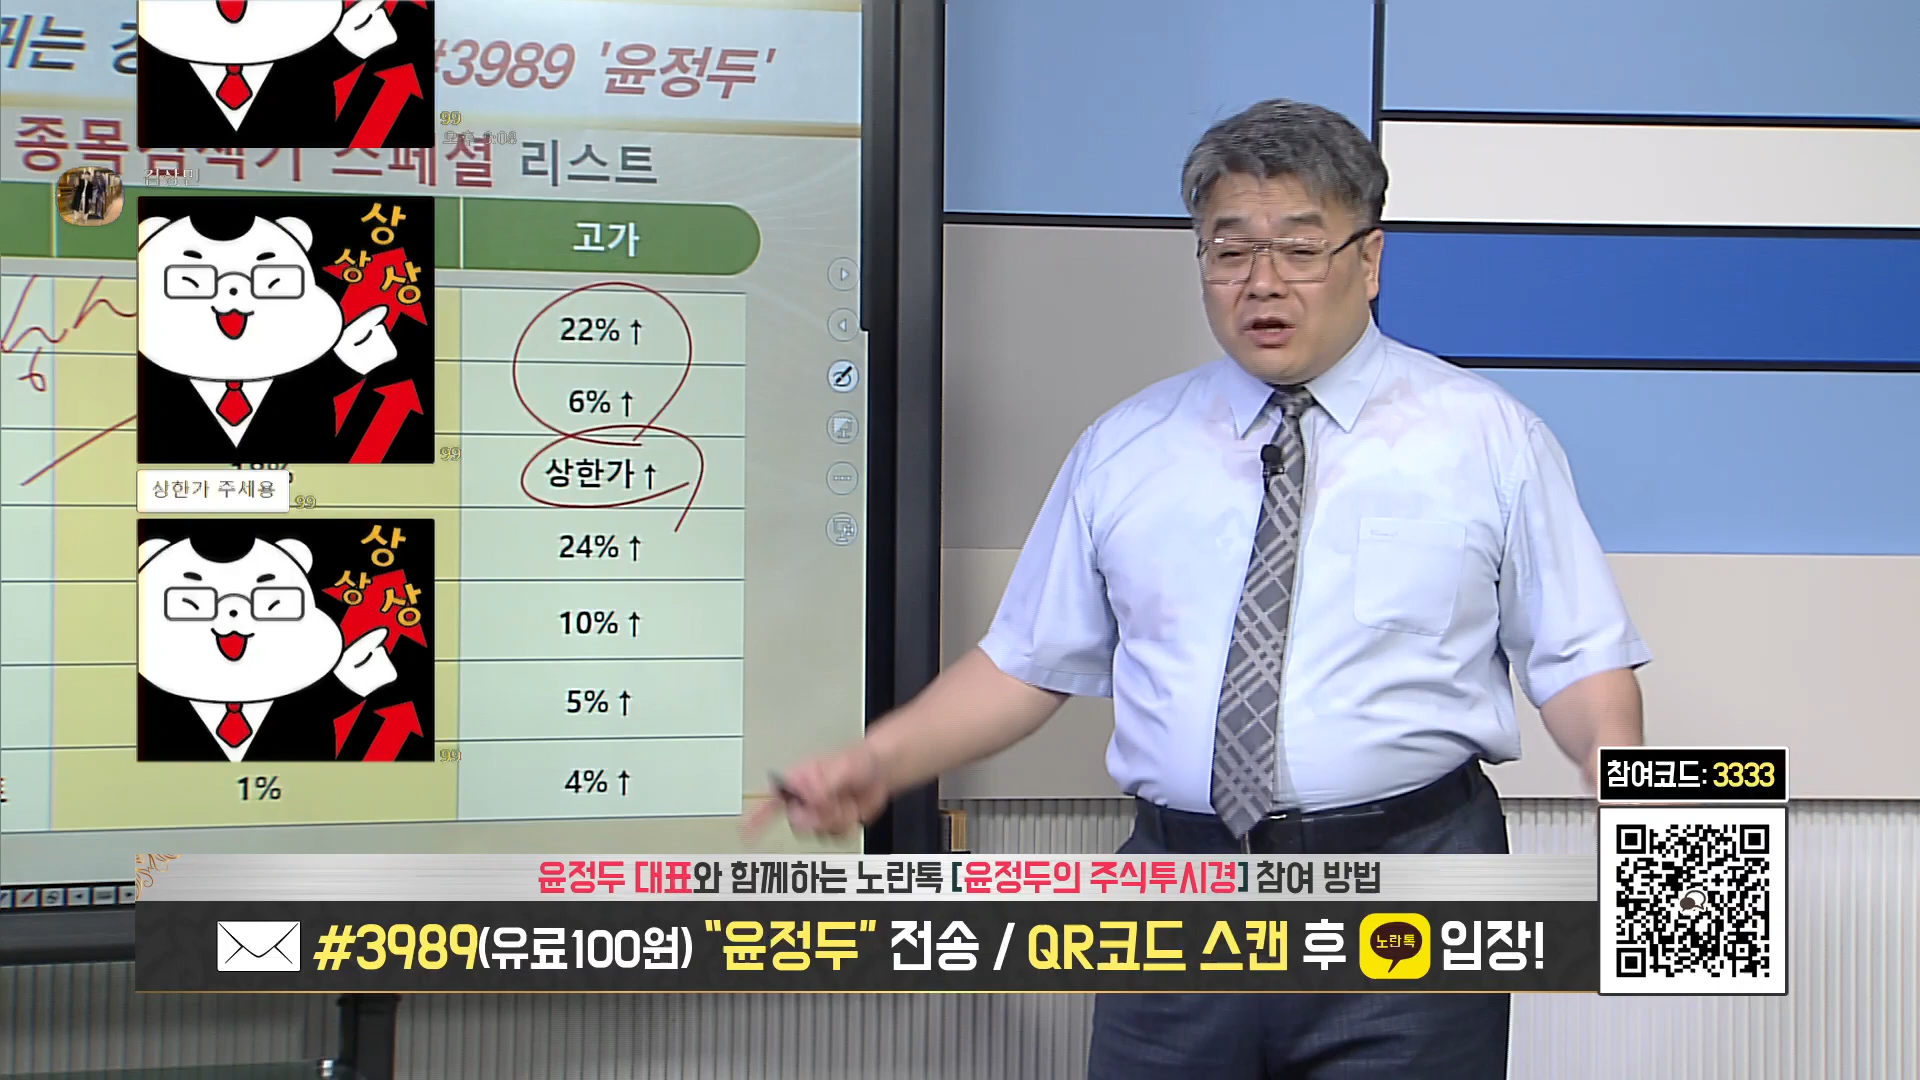 #3989 '윤정두'
리스트
고가
22% ↑
6% ↑
상한가 ↑
24% ↑
10% ↑
5% ↑
1%
4% ↑
99
상
상
상
99
상한가 주세용
99
상
상
상
99
참여코드: 3333
윤정두 대표와 함께하는 노란톡 [윤정두의 주식투시경] 참여 방법
#3989(유료100원) "윤정두" 전송 / QR코드 스캔 후 노란톡 입장!